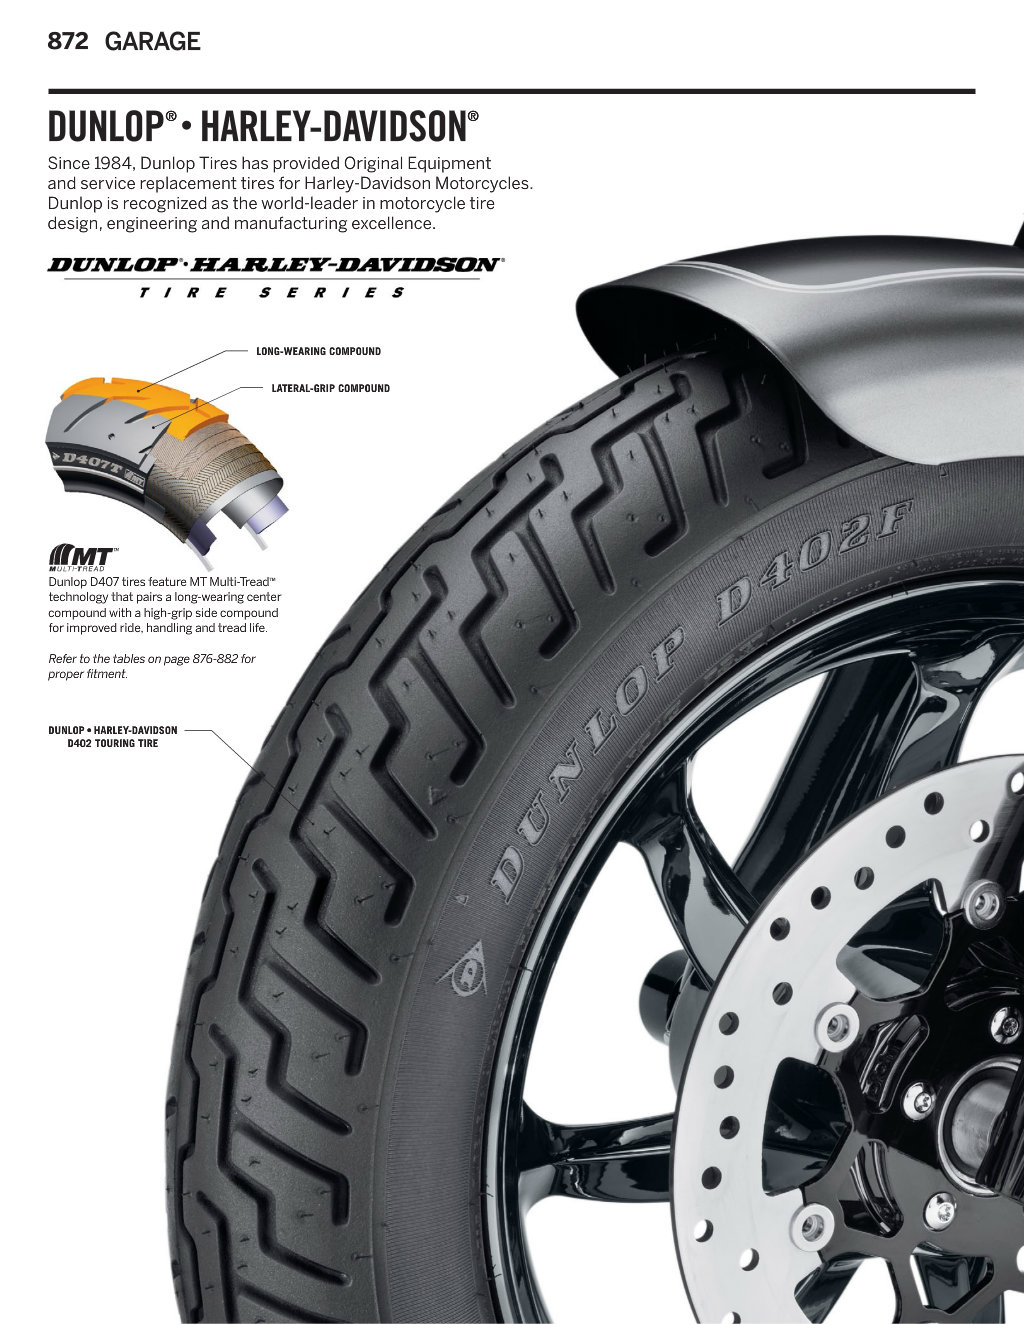 872 GARAGE
DUNLOP® • HARLEY-DAVIDSON®
Since 1984, Dunlop Tires has provided Original Equipment
and service replacement tires for Harley-Davidson Motorcycles.
Dunlop is recognized as the world-leader in motorcycle tire
design, engineering and manufacturing excellence.
DUNLOP® • HARLEY-DAVIDSON®
TIRE SERIES
LONG-WEARING COMPOUND
LATERAL-GRIP COMPOUND
D407T MT
MT™
MULTI-TREAD
Dunlop D407 tires feature MT Multi-Tread™
technology that pairs a long-wearing center
compound with a high-grip side compound
for improved ride, handling and tread life.
Refer to the tables on page 876-882 for
proper fitment.
DUNLOP • HARLEY-DAVIDSON
D402 TOURING TIRE
DUNLOP D402F